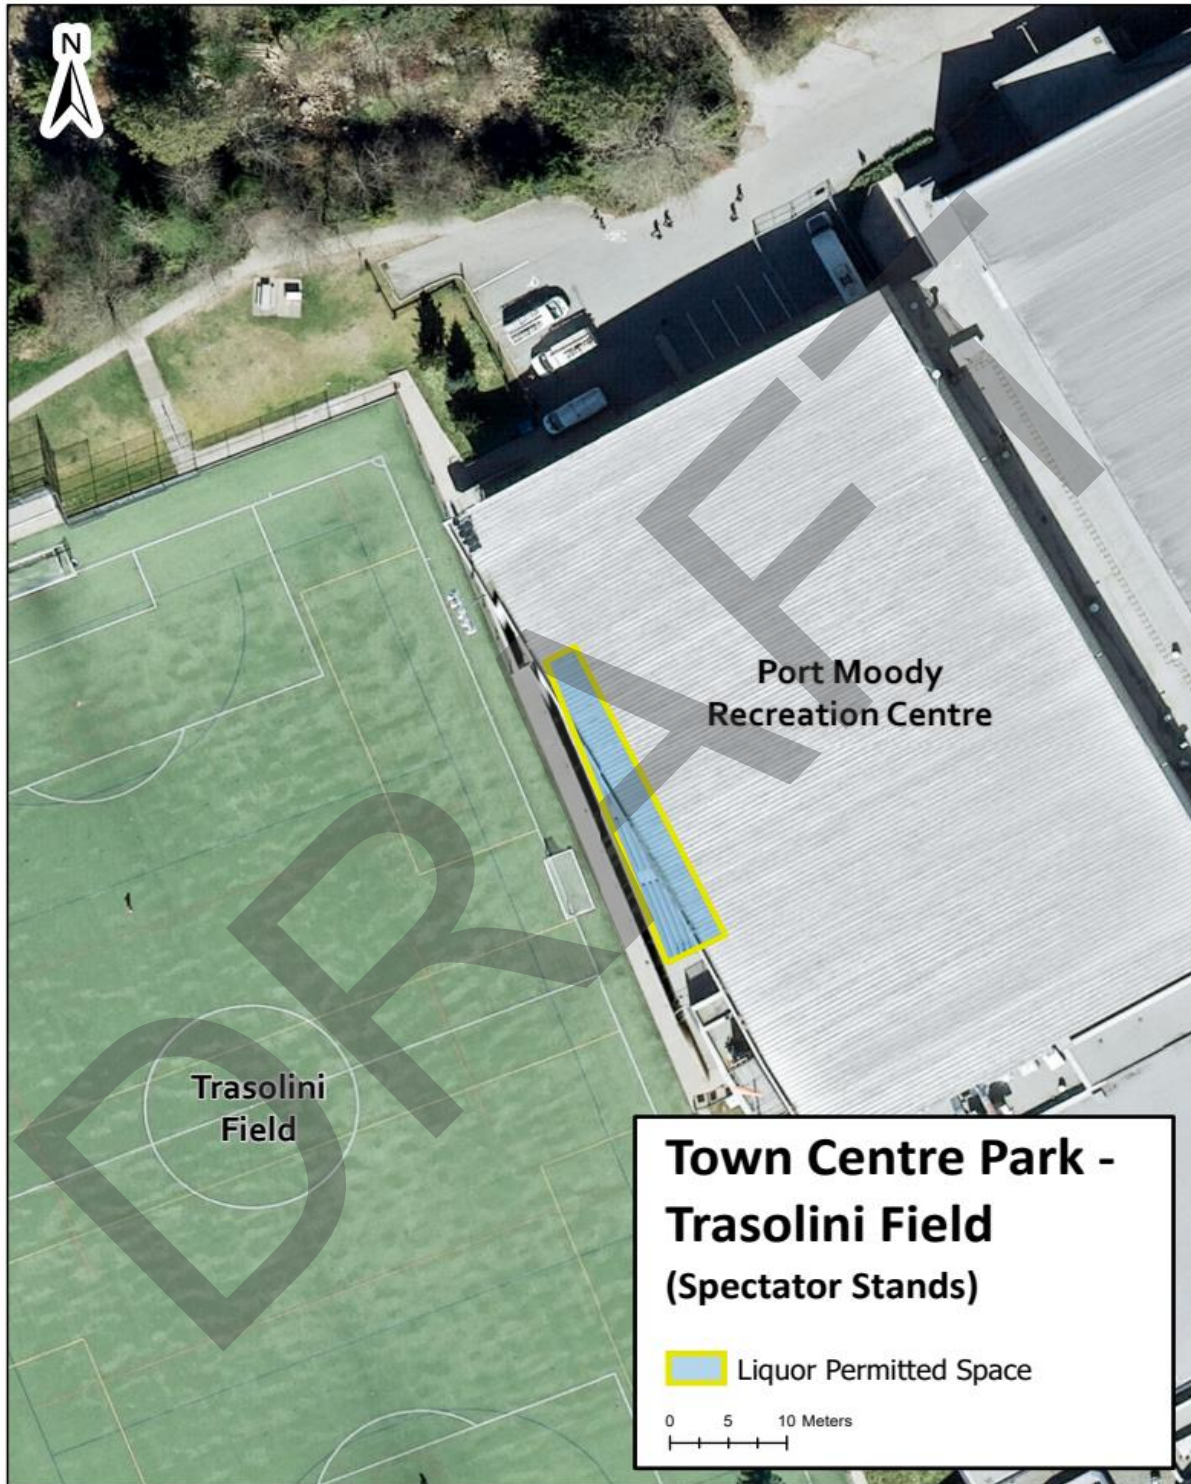 N
DRAFT
Port Moody
Recreation Centre
Trasolini
Field
Town Centre Park -
Trasolini Field
(Spectator Stands)
Liquor Permitted Space
0 5 10 Meters